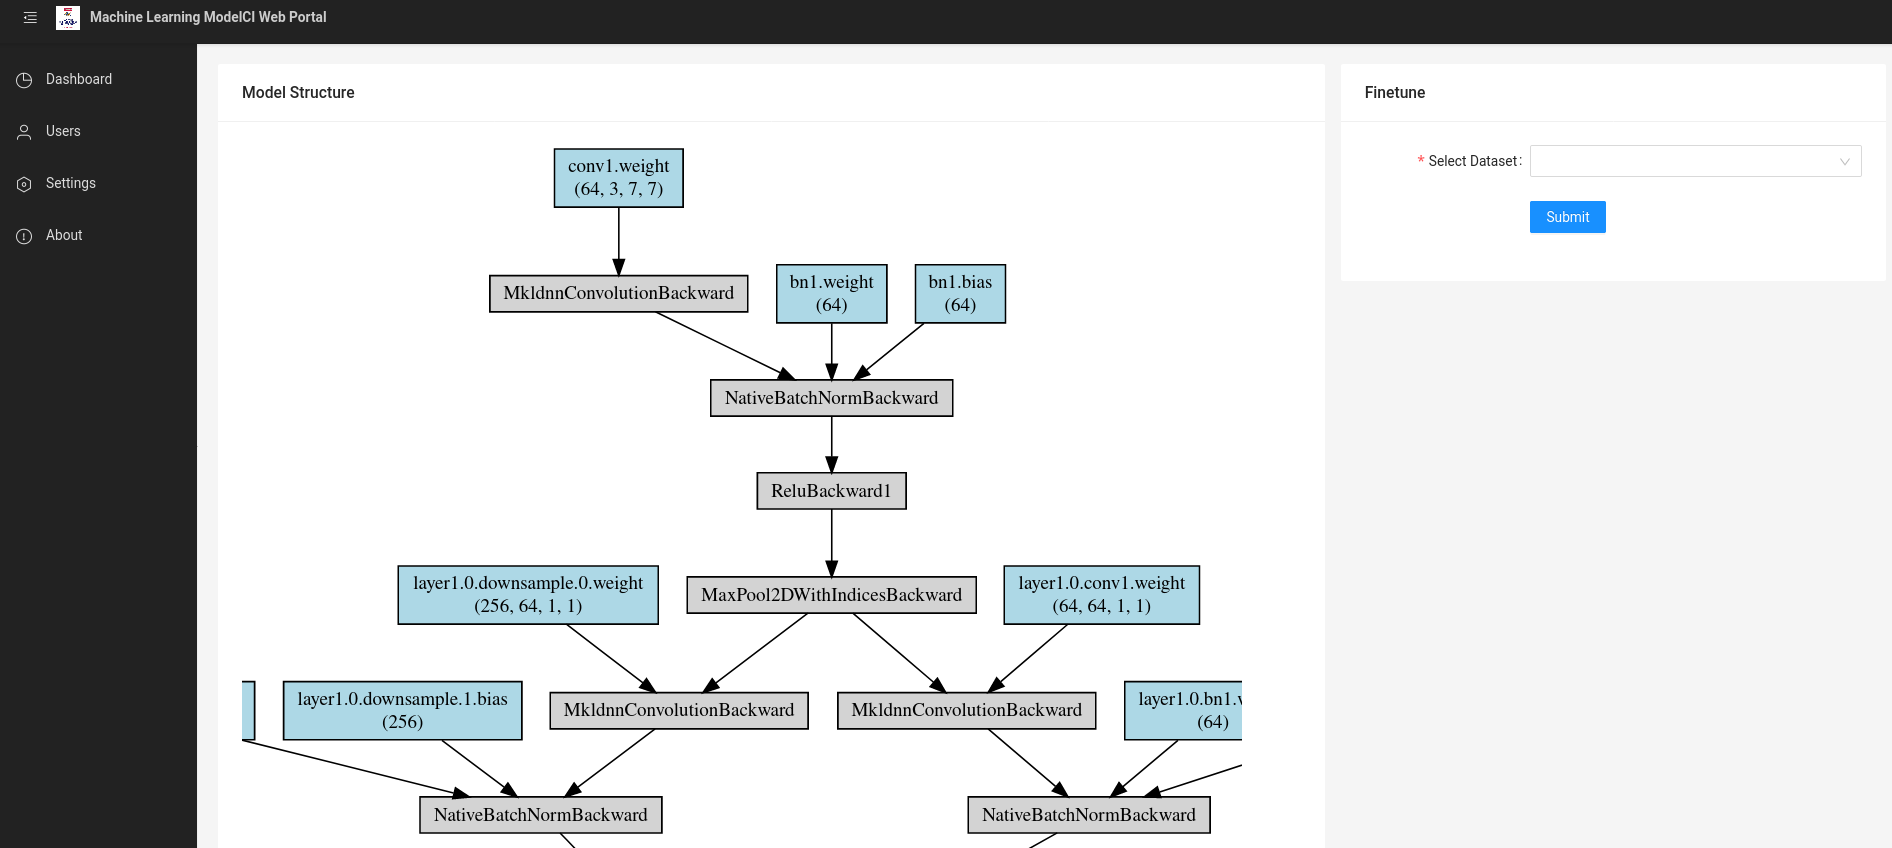 Machine Learning ModelCI Web Portal
Dashboard
Users
Settings
About
Model Structure
conv1.weight
(64, 3, 7, 7)
MkldnnConvolutionBackward
bn1.weight
(64)
bn1.bias
(64)
NativeBatchNormBackward
ReluBackward1
layer1.0.downsample.0.weight
(256, 64, 1, 1)
MaxPool2DWithIndicesBackward
layer1.0.conv1.weight
(64, 64, 1, 1)
layer1.0.downsample.1.bias
(256)
MkldnnConvolutionBackward
MkldnnConvolutionBackward
layer1.0.bn1.
(64)
NativeBatchNormBackward
NativeBatchNormBackward
Finetune
* Select Dataset:
Submit